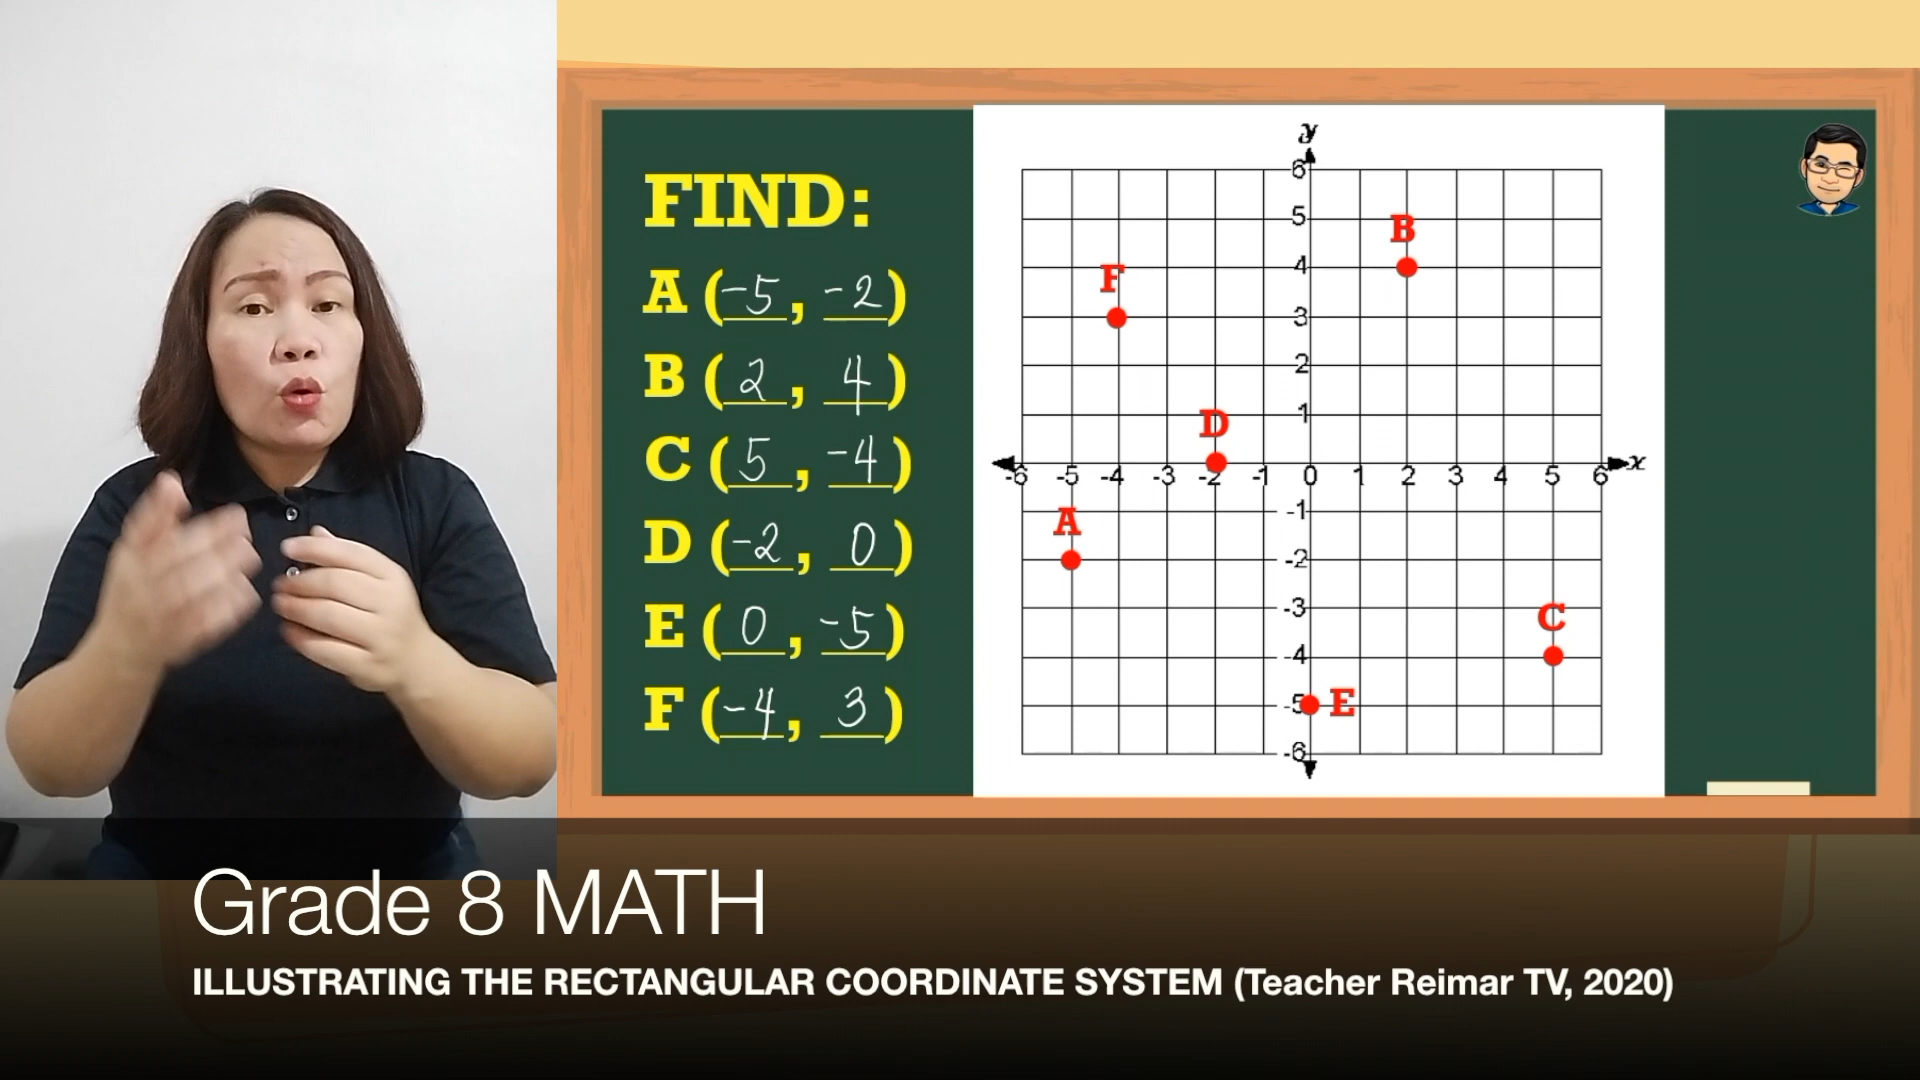 FIND:
A (-5, -2)
B (2, 4)
C (5, -4)
D (-2, 0)
E (0, -5)
F (-4, 3)
y
6
5
B
4
F
3
2
1
D
-6 -5 -4 -3 -2 -1 0 1 2 3 4 5 6 x
-1
A
-2
-3
C
-4
-5 E
-6
Grade 8 MATH
ILLUSTRATING THE RECTANGULAR COORDINATE SYSTEM (Teacher Reimar TV, 2020)